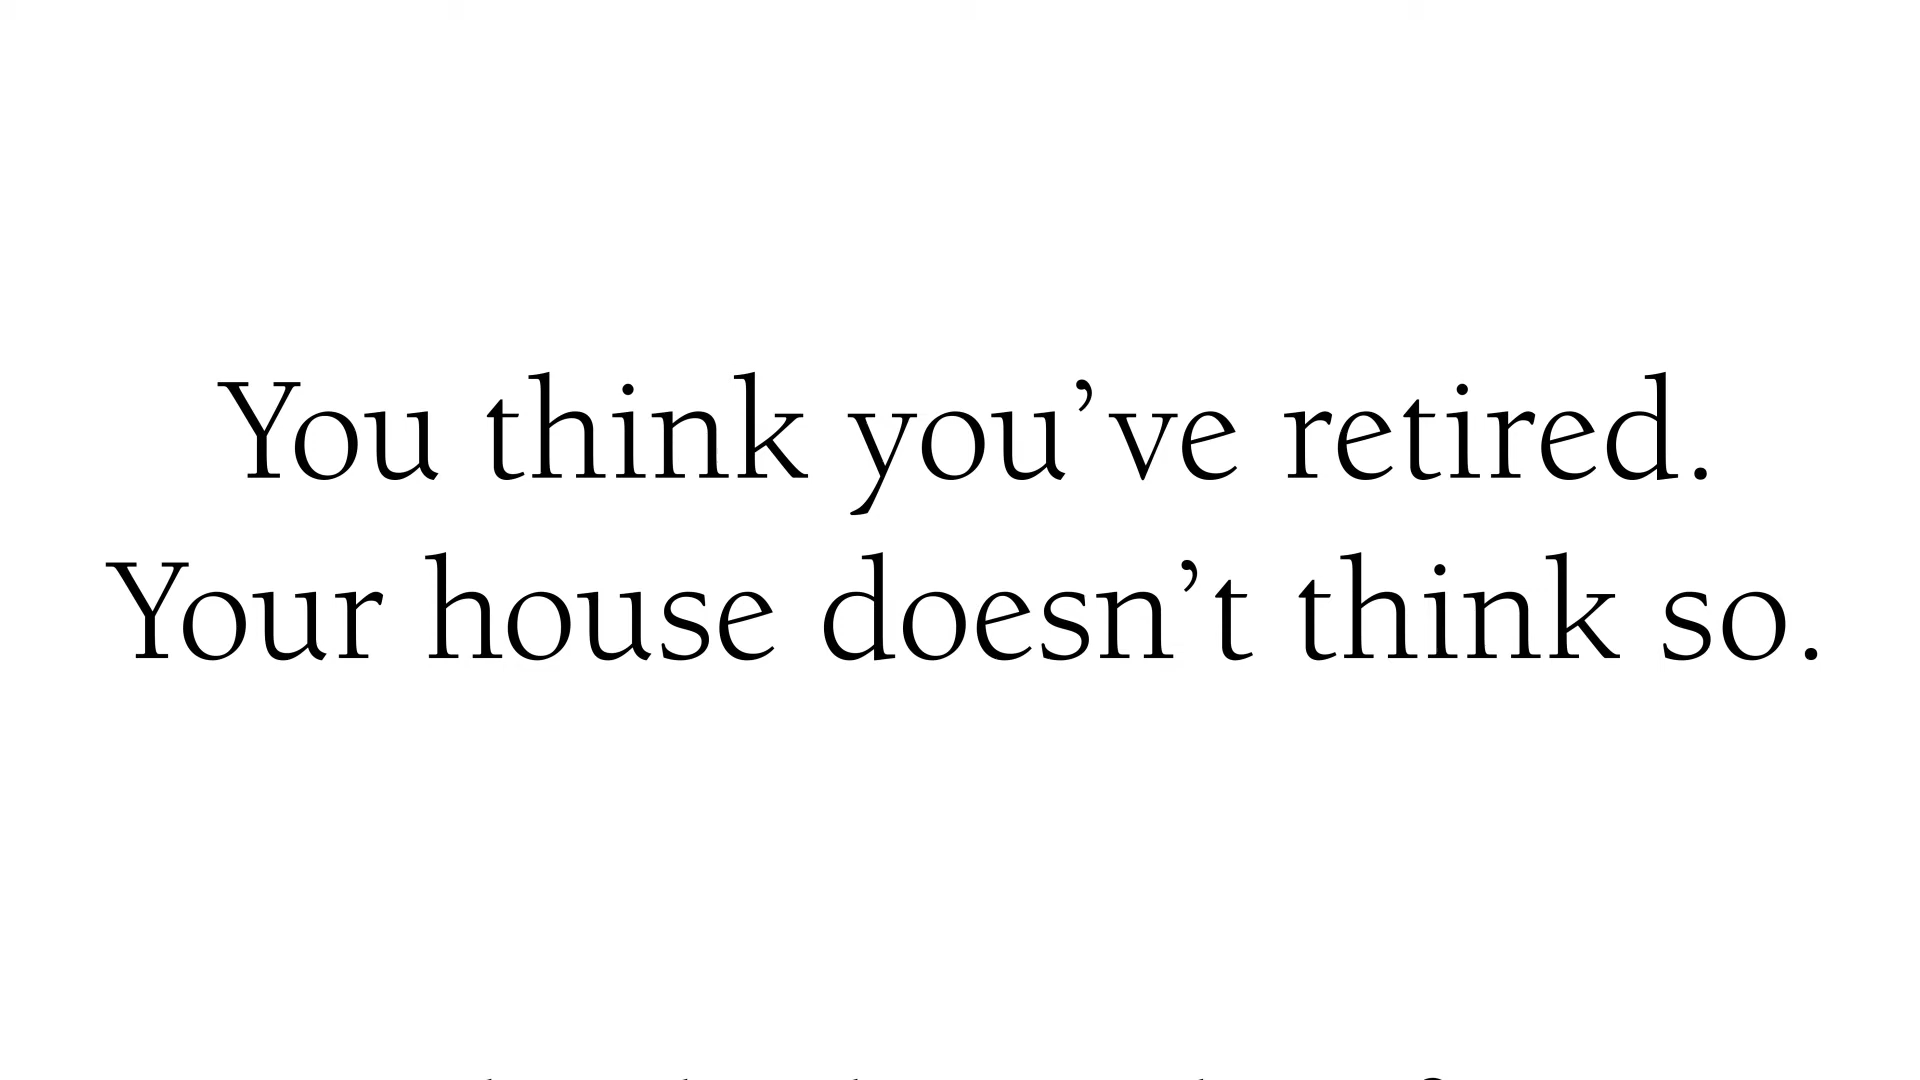 You think you’ve retired.
Your house doesn’t think so.